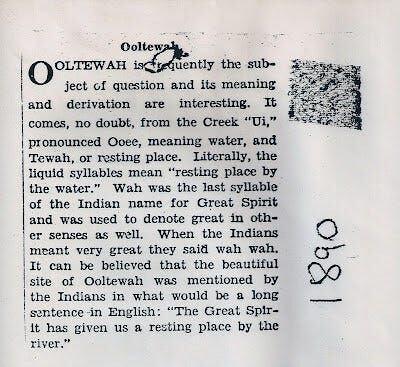 Ooltewah
OOLTEWAH is frequently the sub-
ject of question and its meaning
and derivation are interesting. It
comes, no doubt, from the Creek "Ui,"
pronounced Ooee, meaning water, and
Tewah, or resting place. Literally, the
liquid syllables mean "resting place by
the water." Wah was the last syllable
of the Indian name for Great Spirit
and was used to denote great in oth-
er senses as well. When the Indians
meant very great they said wah wah.
It can be believed that the beautiful
site of Ooltewah was mentioned by
the Indians in what would be a long
sentence in English: "The Great Spir-
it has given us a resting place by the
river."
1890